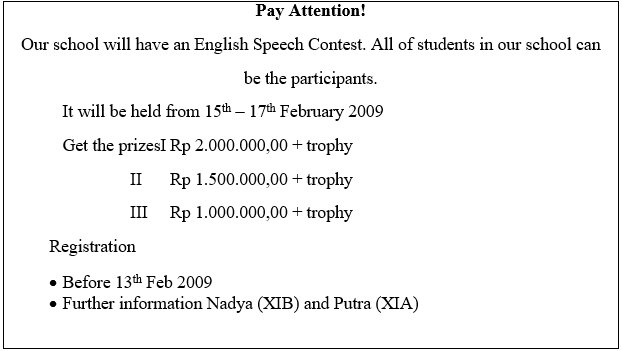 Pay Attention!
Our school will have an English Speech Contest. All of students in our school can
be the participants.
It will be held from 15th – 17th February 2009
Get the prizesI Rp 2.000.000,00 + trophy
II Rp 1.500.000,00 + trophy
III Rp 1.000.000,00 + trophy
Registration
• Before 13th Feb 2009
• Further information Nadya (XIB) and Putra (XIA)